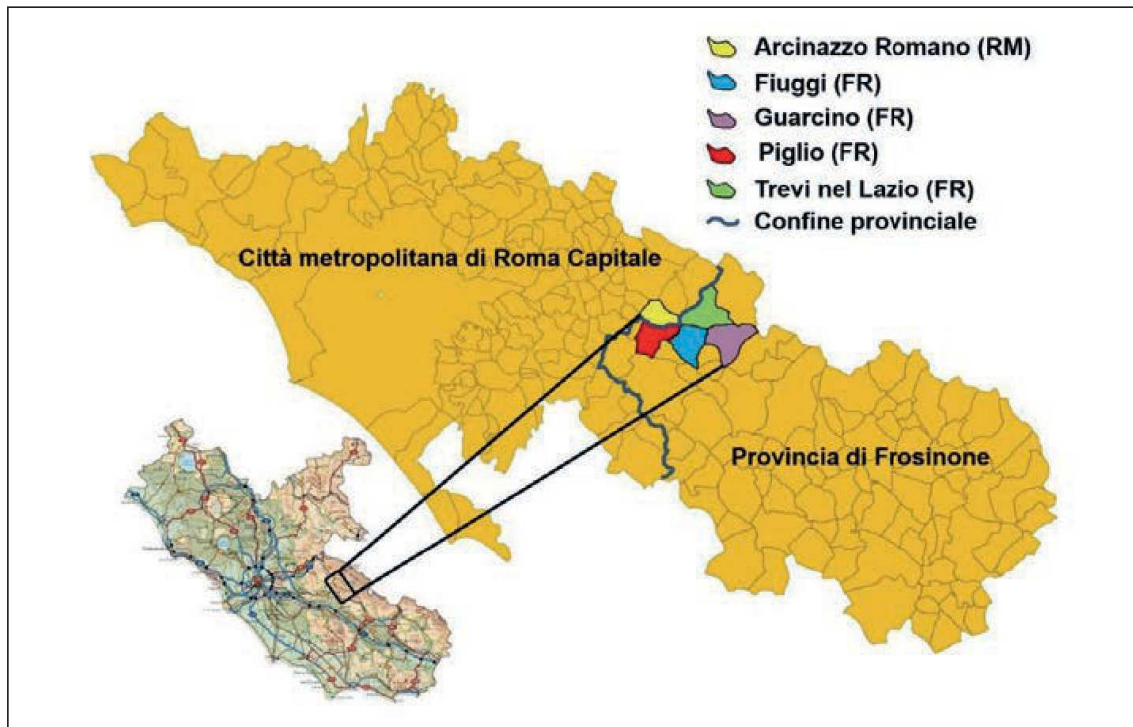 Arcinazzo Romano (RM)
Fiuggi (FR)
Guarcino (FR)
Piglio (FR)
Trevi nel Lazio (FR)
Confine provinciale
Città metropolitana di Roma Capitale
Provincia di Frosinone